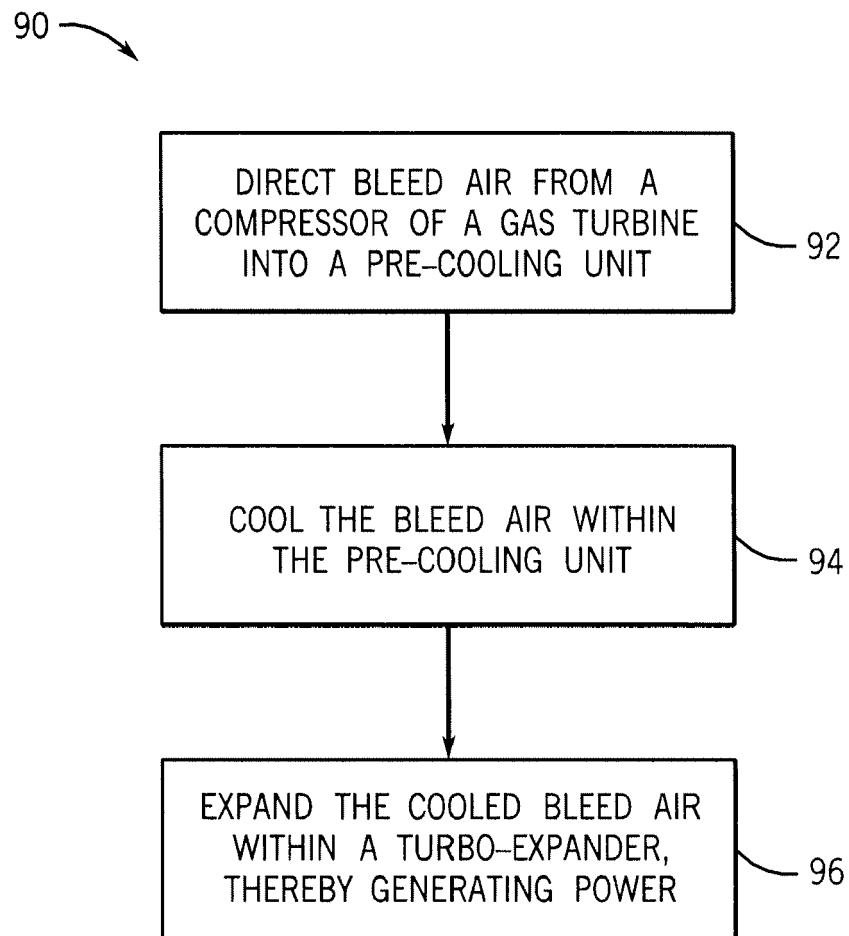 90
DIRECT BLEED AIR FROM A
COMPRESSOR OF A GAS TURBINE
INTO A PRE–COOLING UNIT
92
COOL THE BLEED AIR WITHIN
THE PRE–COOLING UNIT
94
EXPAND THE COOLED BLEED AIR
WITHIN A TURBO–EXPANDER,
THEREBY GENERATING POWER
96